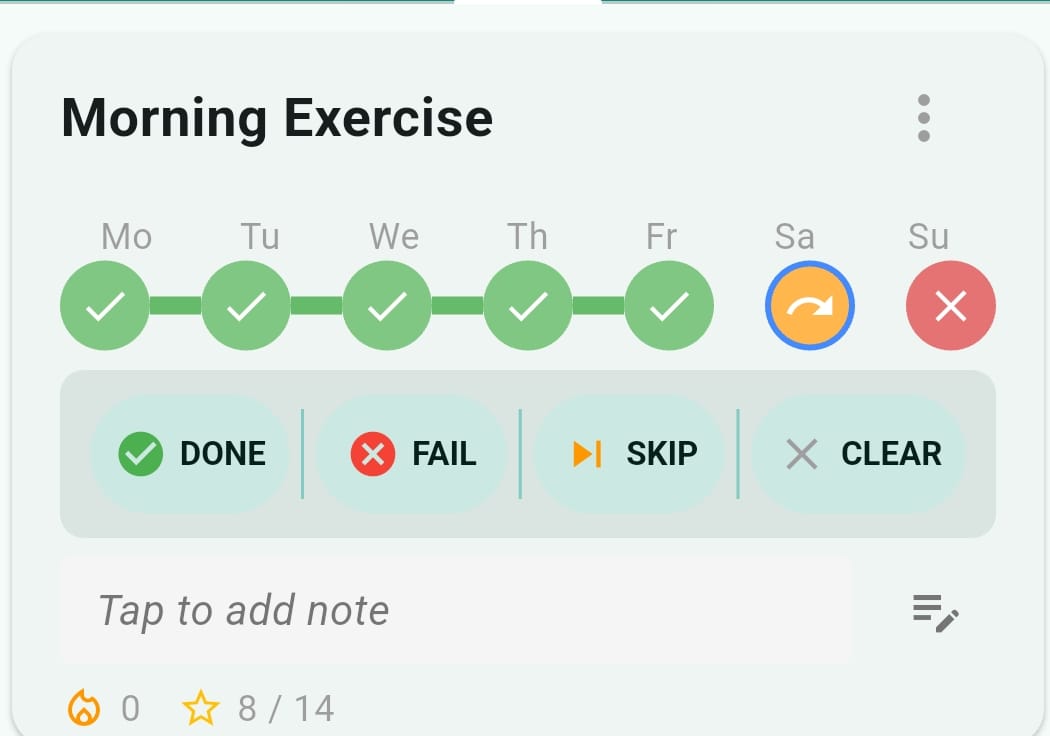 Morning Exercise
Mo Tu We Th Fr Sa Su
DONE FAIL SKIP CLEAR
Tap to add note
0 8 / 14